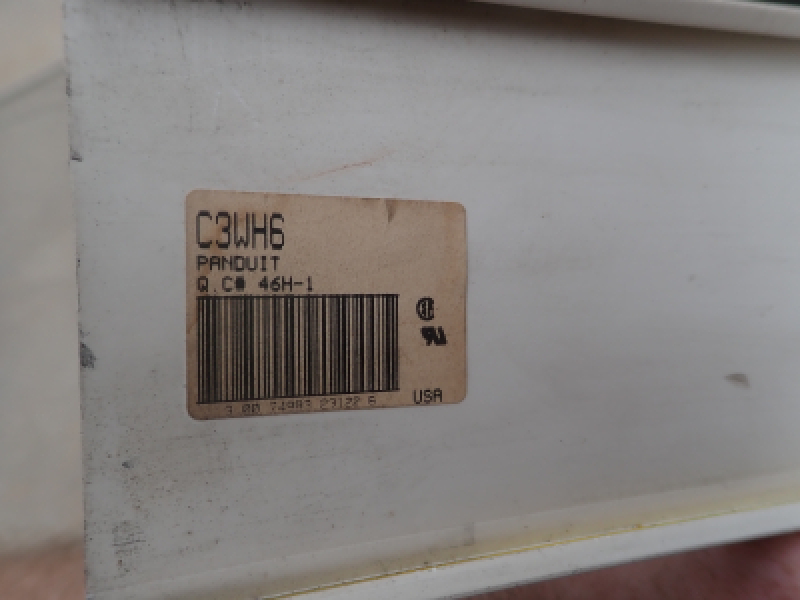 C3WH6
PANDUIT
Q.C# 46H-1
USA